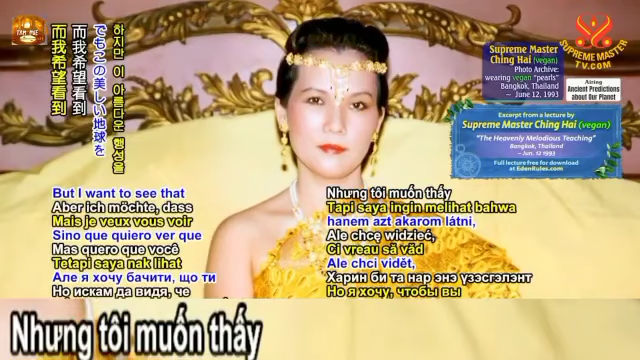 TAM HUE
하지만 이 아름다운 행성을
でもこの美しい地球を
而我希望看到
而我希望看到
Supreme Master
Ching Hai (vegan)
Photo Archive:
wearing vegan “pearls”
Bangkok, Thailand
June 12, 1993
SUPREME MASTER
TV.COM
Airing
Ancient Predictions
about Our Planet
Excerpt from a lecture by
Supreme Master Ching Hai (vegan)
“The Heavenly Melodious Teaching”
Bangkok, Thailand
– Jun. 12 1993
Full lecture free for download
at EdenRules.com
But I want to see that
Aber ich möchte, dass
Mais je veux vous voir
Sino que quiero ver que
Mas quero que você
Tetapi saya nak lihat
Але я хочу бачити, що ти
Но искам да видя, че
Nhưng tôi muốn thấy
Tapi saya ingin melihat bahwa
hanem azt akarom látni,
Ale chcę widzieć,
Ci vreau să văd
Ale chci vidět,
Харин би та нар энэ үзэсгэлэнт
Но я хочу, чтобы вы
Nhưng tôi muốn thấy